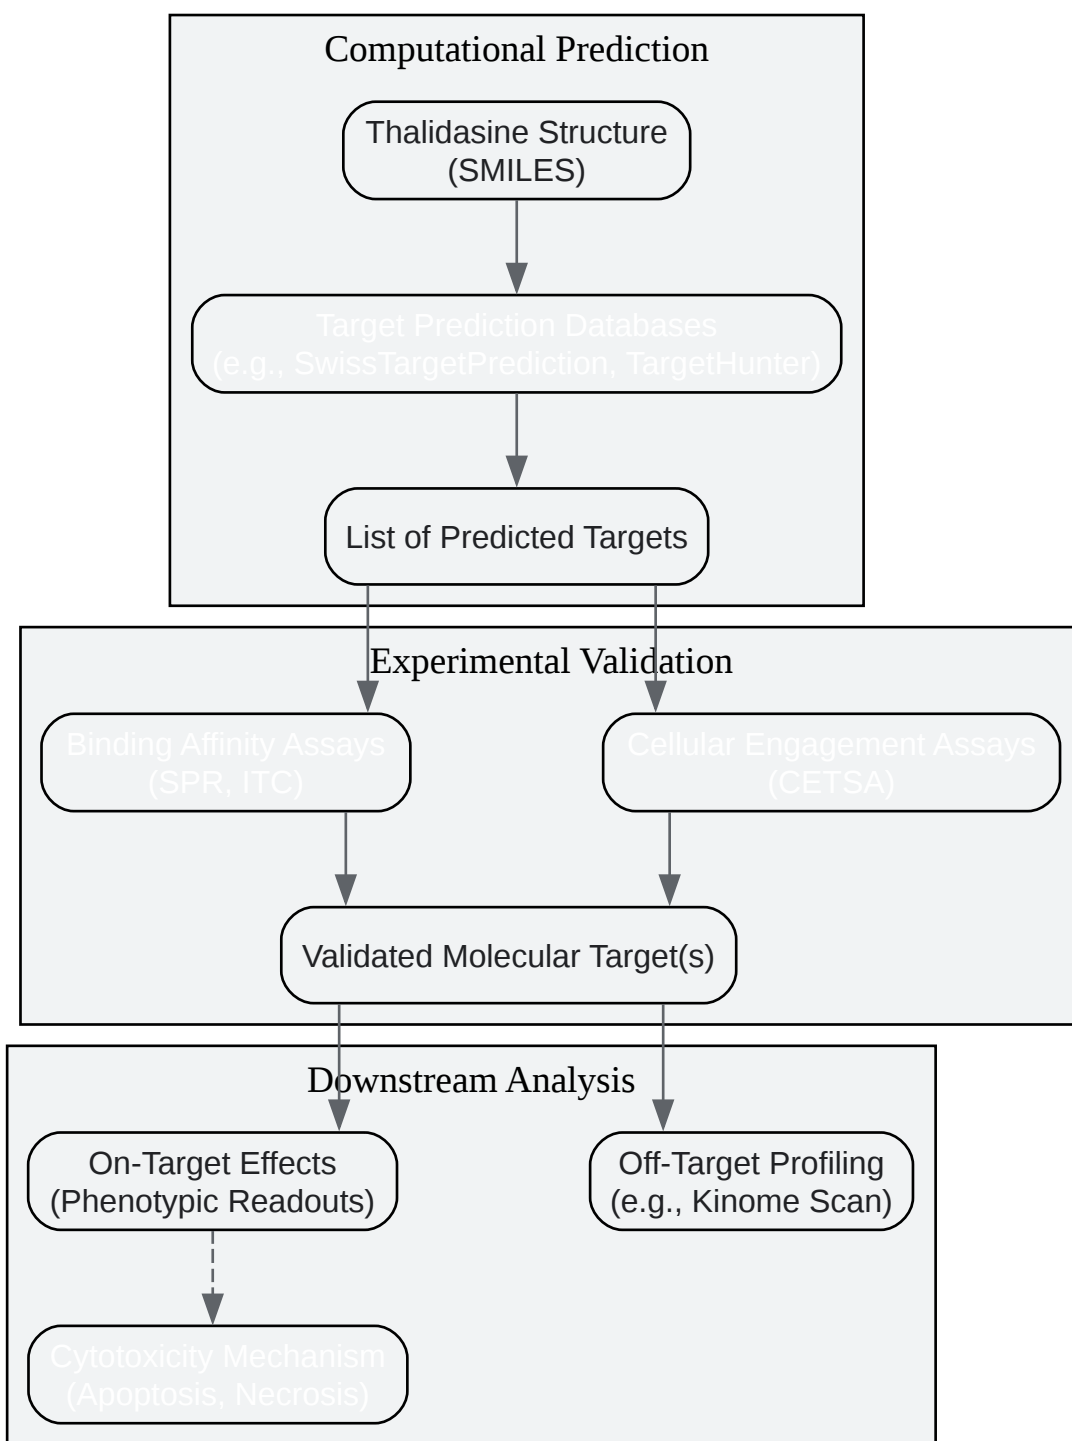 Computational Prediction
Thalidasine Structure
(SMILES)
Target Prediction Databases
(e.g., SwissTargetPrediction, TargetHunter)
List of Predicted Targets
Experimental Validation
Binding Affinity Assays
(SPR, ITC)
Cellular Engagement Assays
(CETSA)
Validated Molecular Target(s)
Downstream Analysis
On-Target Effects
(Phenotypic Readouts)
Off-Target Profiling
(e.g., Kinome Scan)
Cytotoxicity Mechanism
(Apoptosis, Necrosis)